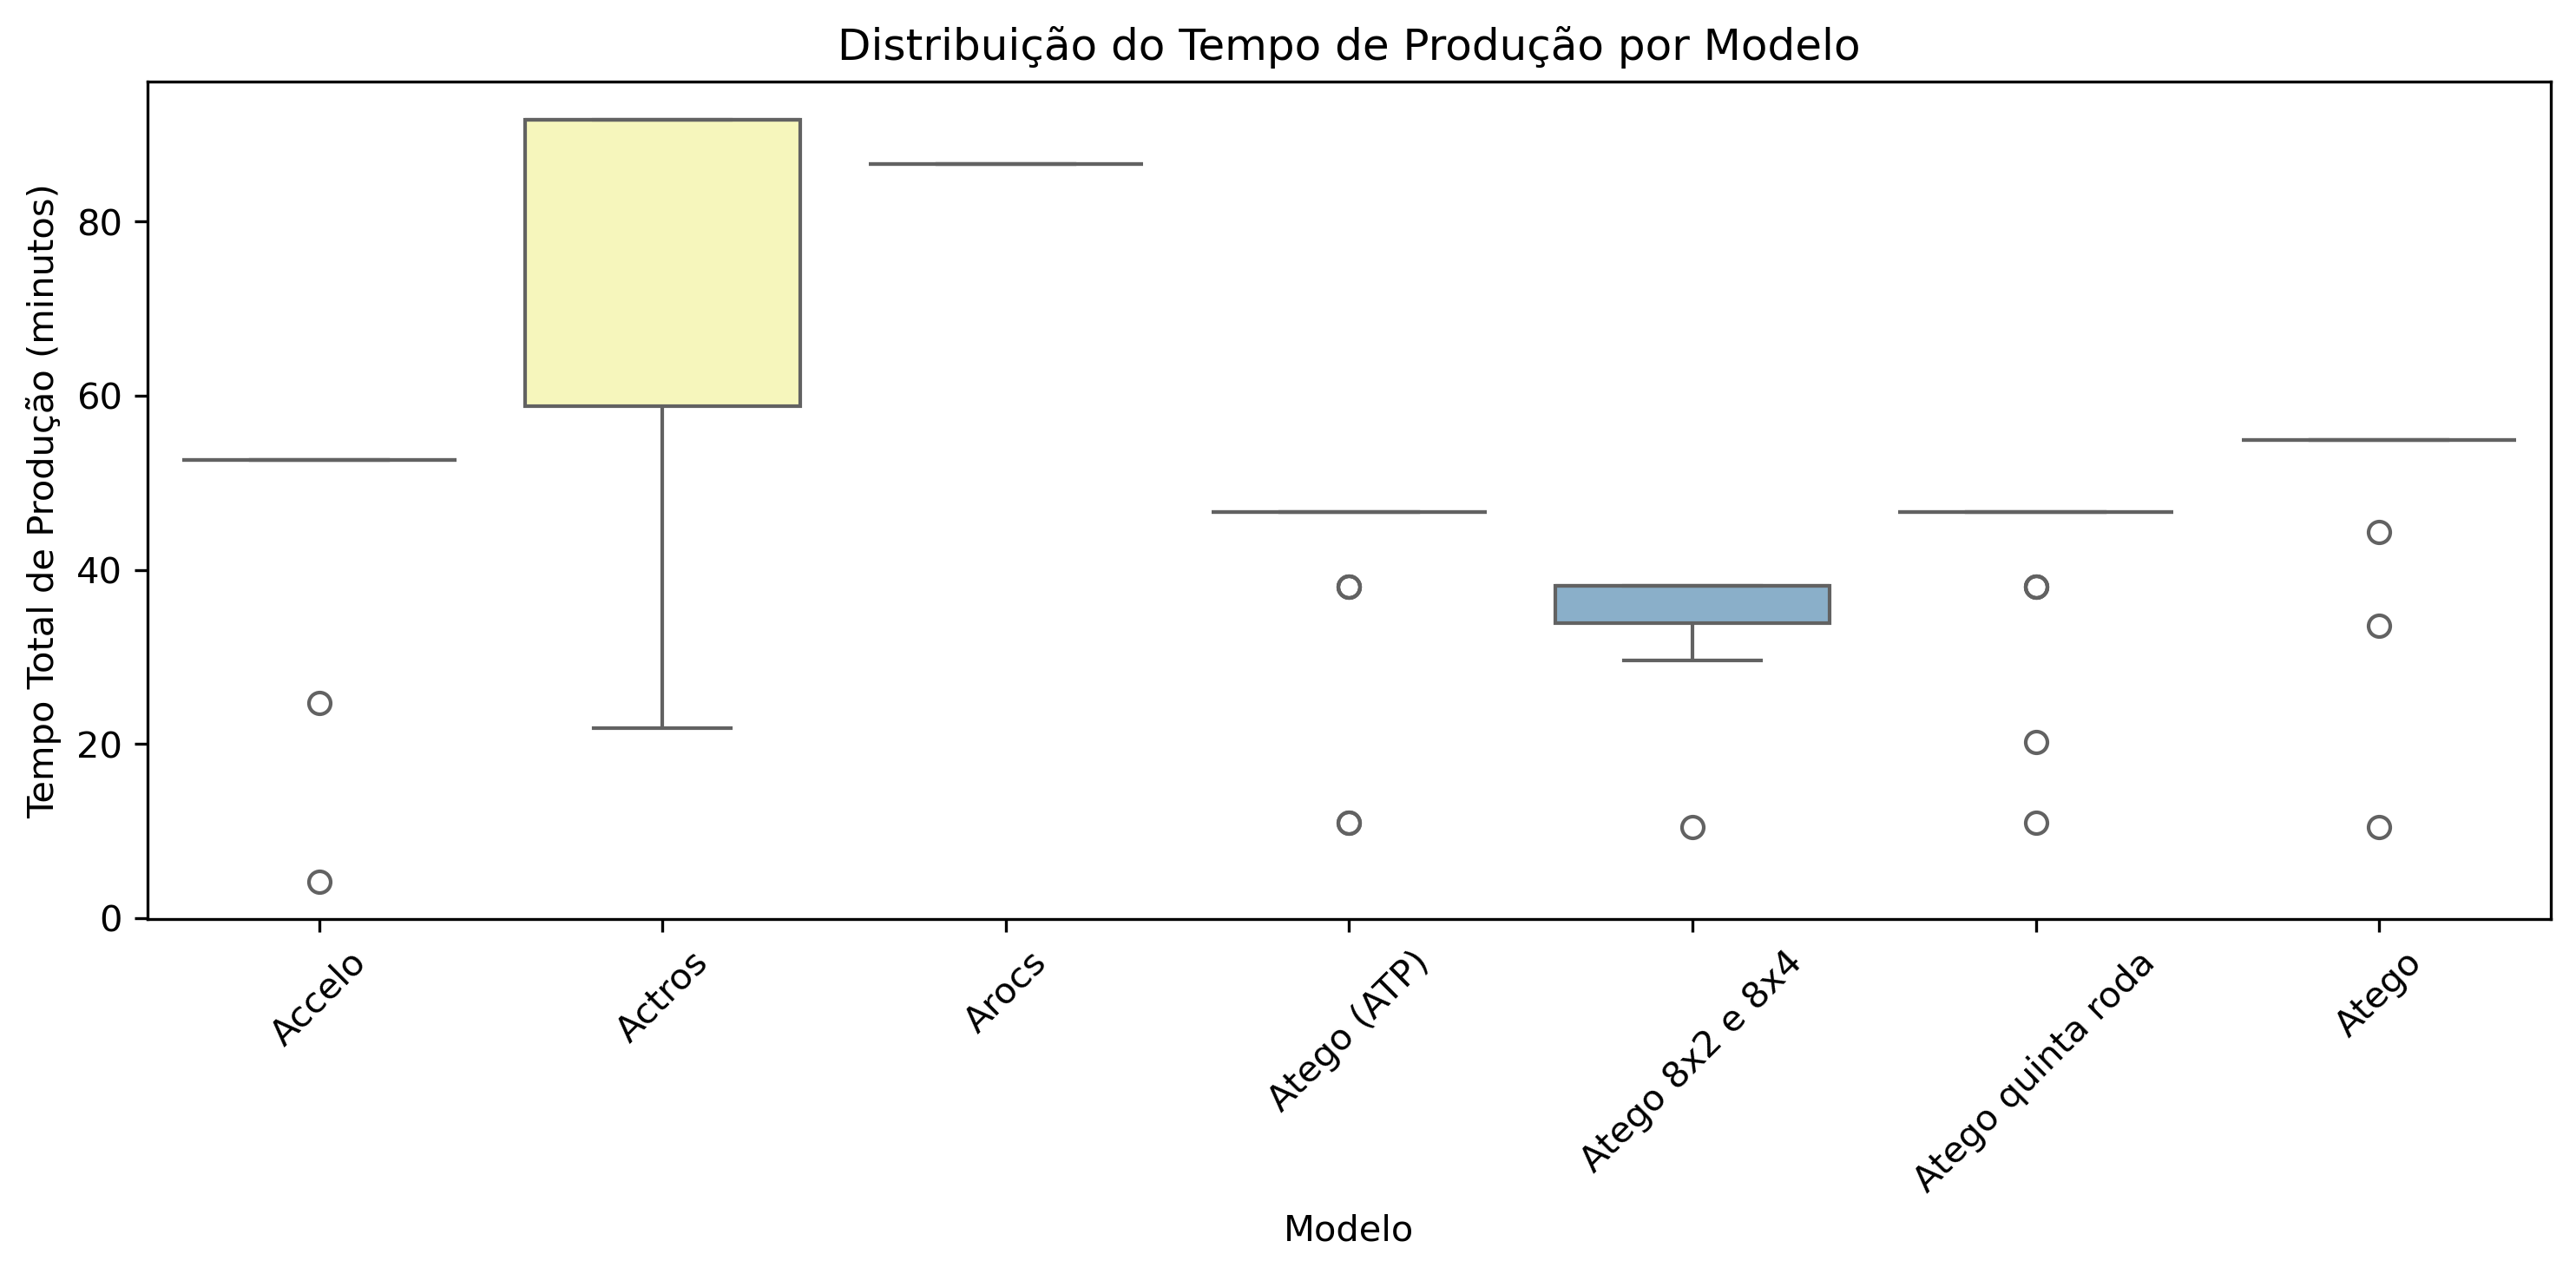 Distribuição do Tempo de Produção por Modelo
Tempo Total de Produção (minutos)
80
60
40
20
0
Accelo
Actros
Arocs
Atego (ATP)
Atego 8x2 e 8x4
Atego quinta roda
Atego
Modelo